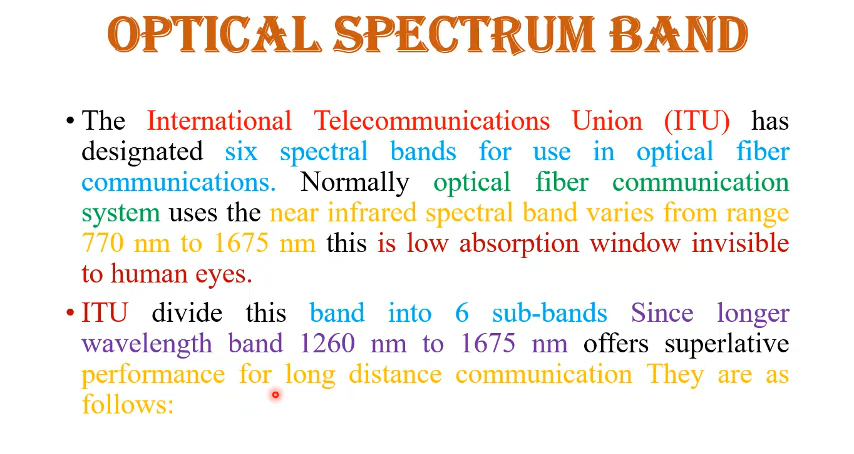 OPTICAL SPECTRUM BAND
• The International Telecommunications Union (ITU) has
designated six spectral bands for use in optical fiber
communications. Normally optical fiber communication
system uses the near infrared spectral band varies from range
770 nm to 1675 nm this is low absorption window invisible
to human eyes.
• ITU divide this band into 6 sub-bands Since longer
wavelength band 1260 nm to 1675 nm offers superlative
performance for long distance communication They are as
follows: